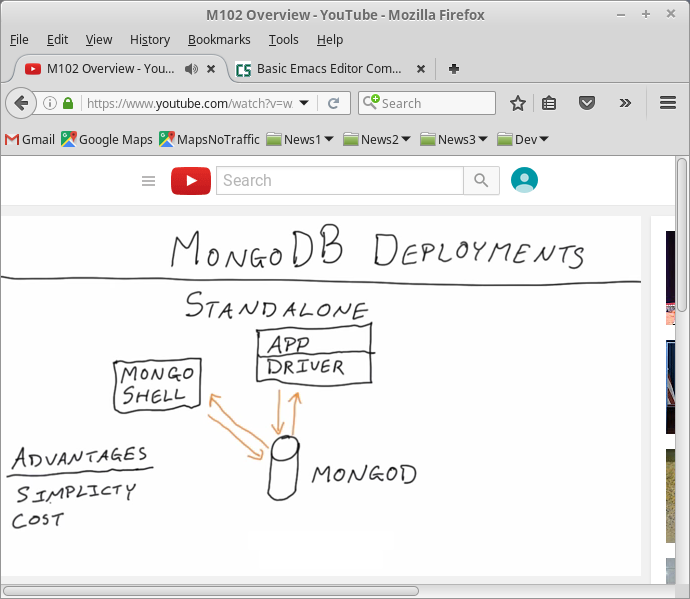 M102 Overview - YouTube - Mozilla Firefox
File Edit View History Bookmarks Tools Help
M102 Overview - You...
Basic Emacs Editor Com...
https://www.youtube.com/watch?v=w
Search
Gmail Google Maps MapsNoTraffic News1 News2 News3 Dev
Search
MONGODB DEPLOYMENTS
STANDALONE
APP
DRIVER
MONGO
SHELL
ADVANTAGES
SIMPLICTY
COST
MONGOD